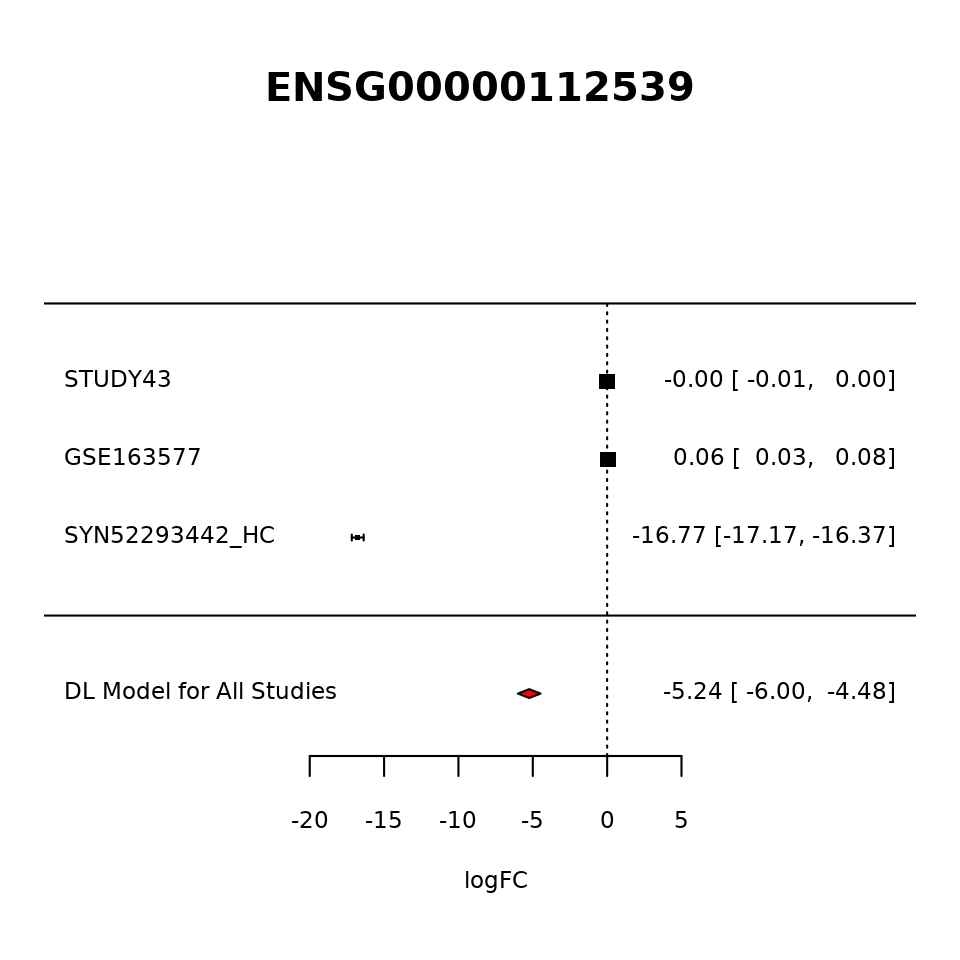 ENSG00000112539
STUDY43 -0.00 [ -0.01, 0.00]
GSE163577 0.06 [ 0.03, 0.08]
SYN52293442_HC -16.77 [-17.17, -16.37]
DL Model for All Studies -5.24 [ -6.00, -4.48]
-20 -15 -10 -5 0 5
logFC